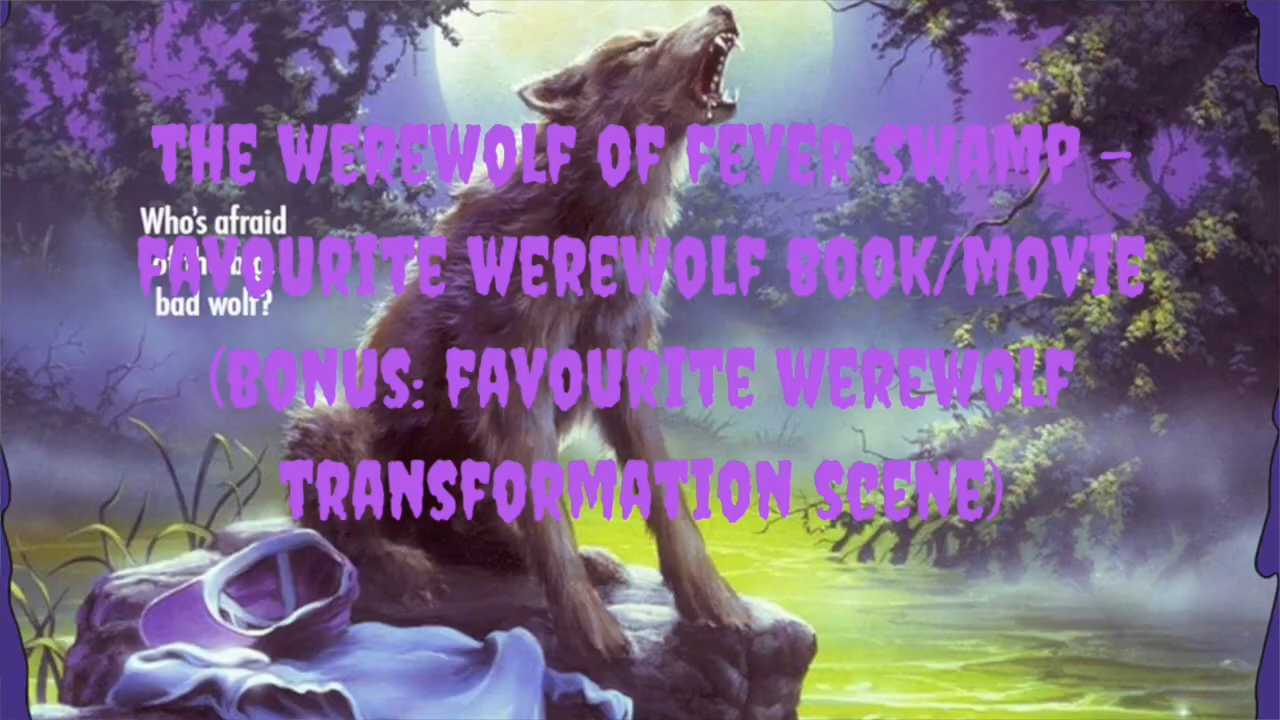 THE WEREWOLF OF FEVER SWAMP -
Who's afraid
FAVOURITE WEREWOLF BOOK/MOVIE
bad wolf?
(BONUS: FAVOURITE WEREWOLF
TRANSFORMATION SCENE)